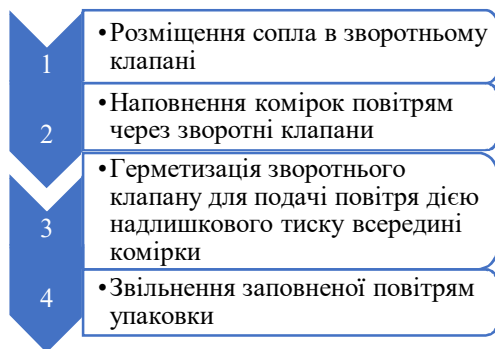 1
•Розміщення сопла в зворотньому
клапані
2
•Наповнення комірок повітрям
через зворотні клапани
3
•Герметизація зворотнього
клапану для подачі повітря дією
надлишкового тиску всередині
комірки
4
•Звільнення заповненої повітрям
упаковки